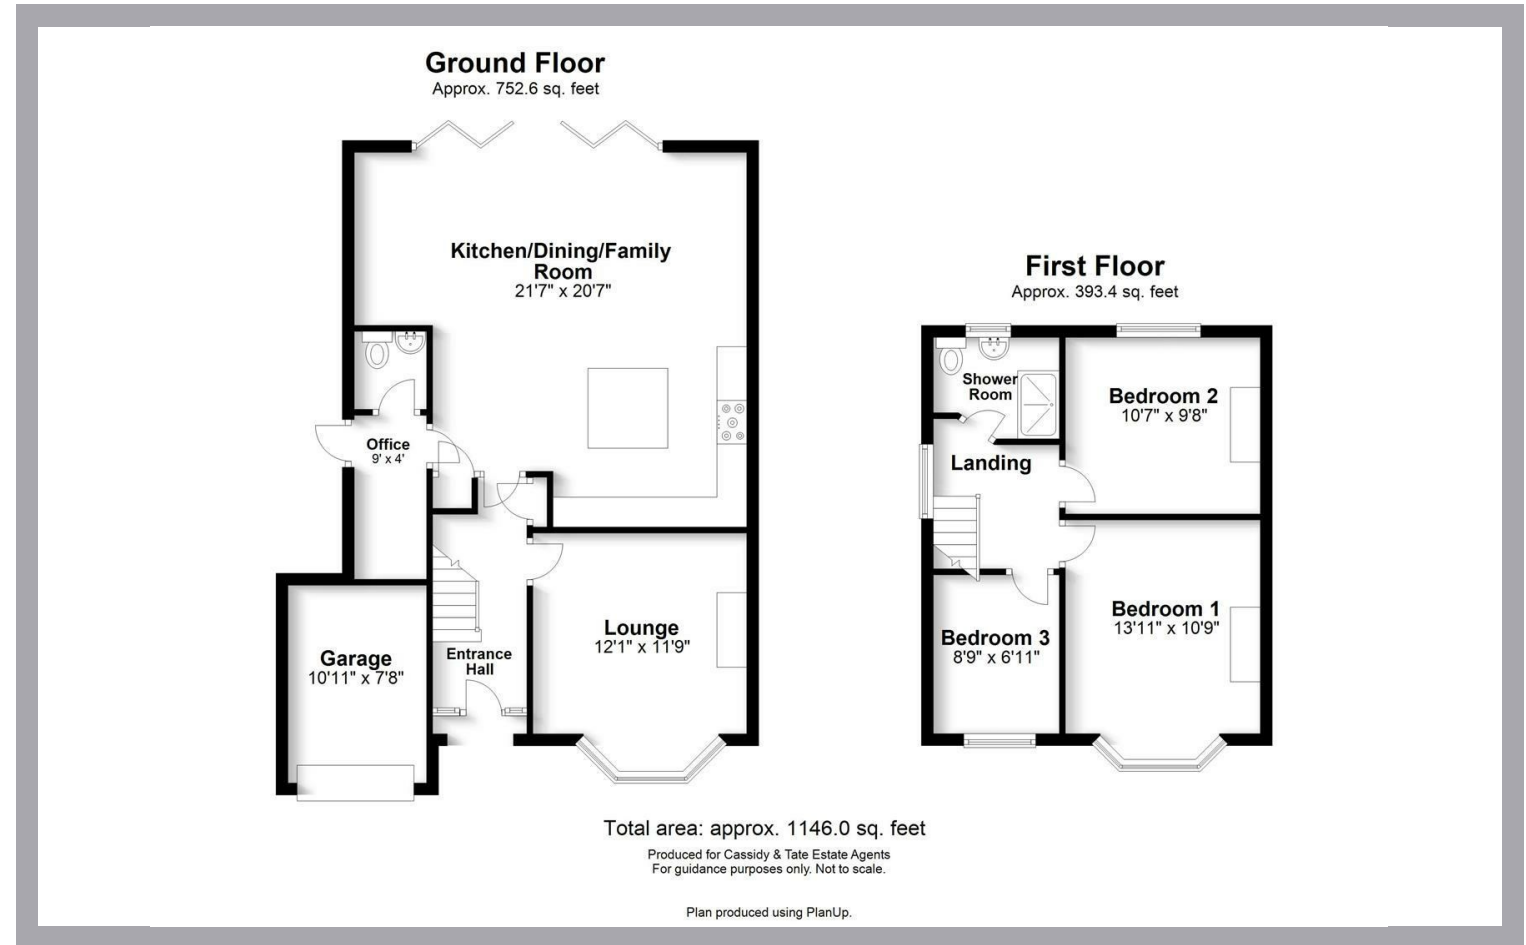 Ground Floor
Approx. 752.6 sq. feet
Kitchen/Dining/Family
Room
21'7" x 20'7"
Office
9' x 4'
Lounge
12'1" x 11'9"
Entrance
Hall
Garage
10'11" x 7'8"
First Floor
Approx. 393.4 sq. feet
Shower
Room
Bedroom 2
10'7" x 9'8"
Landing
Bedroom 1
13'11" x 10'9"
Bedroom 3
8'9" x 6'11"
Total area: approx. 1146.0 sq. feet
Produced for Cassidy & Tate Estate Agents
For guidance purposes only. Not to scale.
Plan produced using PlanUp.